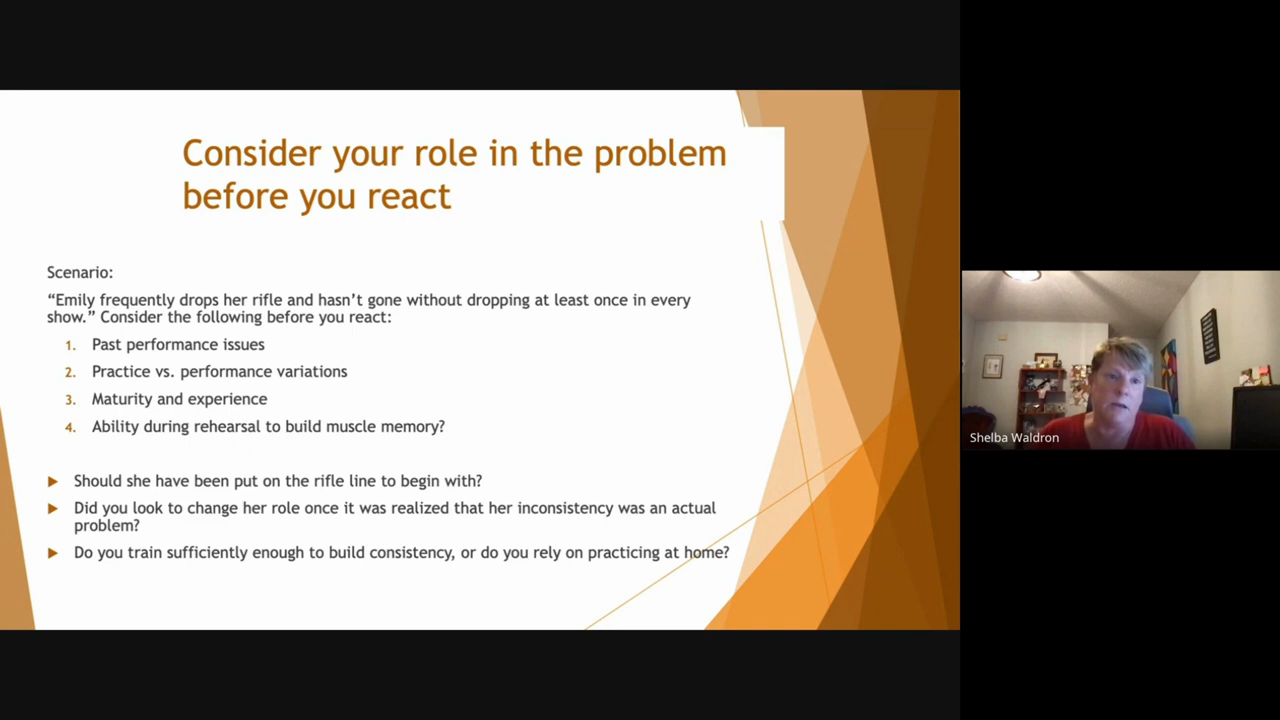 Consider your role in the problem
before you react
Scenario:
“Emily frequently drops her rifle and hasn’t gone without dropping at least once in every
show.” Consider the following before you react:
1. Past performance issues
2. Practice vs. performance variations
3. Maturity and experience
4. Ability during rehearsal to build muscle memory?
Should she have been put on the rifle line to begin with?
Did you look to change her role once it was realized that her inconsistency was an actual
problem?
Do you train sufficiently enough to build consistency, or do you rely on practicing at home?
Shelba Waldron